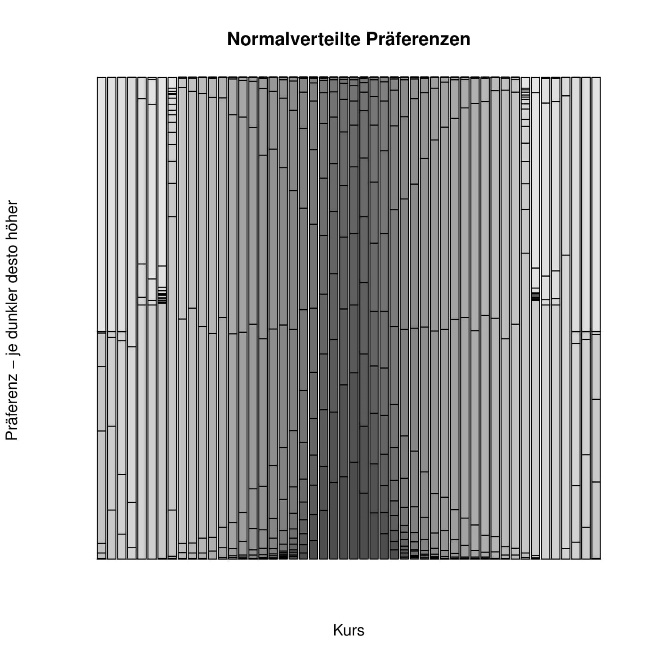 Normalverteilte Präferenzen
Präferenz – je dunkler desto höher
Kurs